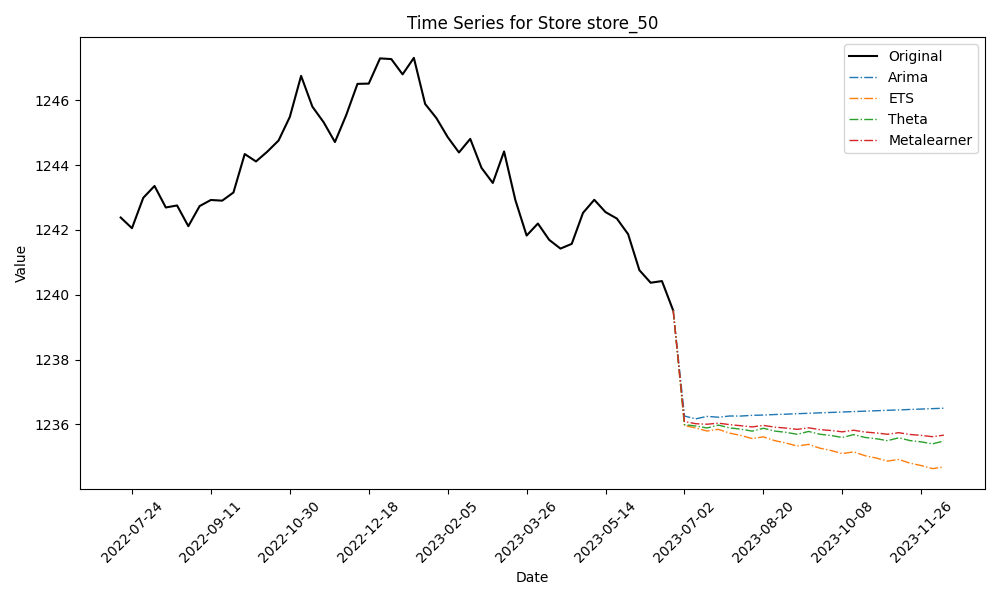 Time Series for Store store_50
Original
Arima
ETS
Theta
Metalearner
Value
1246
1244
1242
1240
1238
1236
2022-07-24
2022-09-11
2022-10-30
2022-12-18
2023-02-05
2023-03-26
2023-05-14
2023-07-02
2023-08-20
2023-10-08
2023-11-26
Date